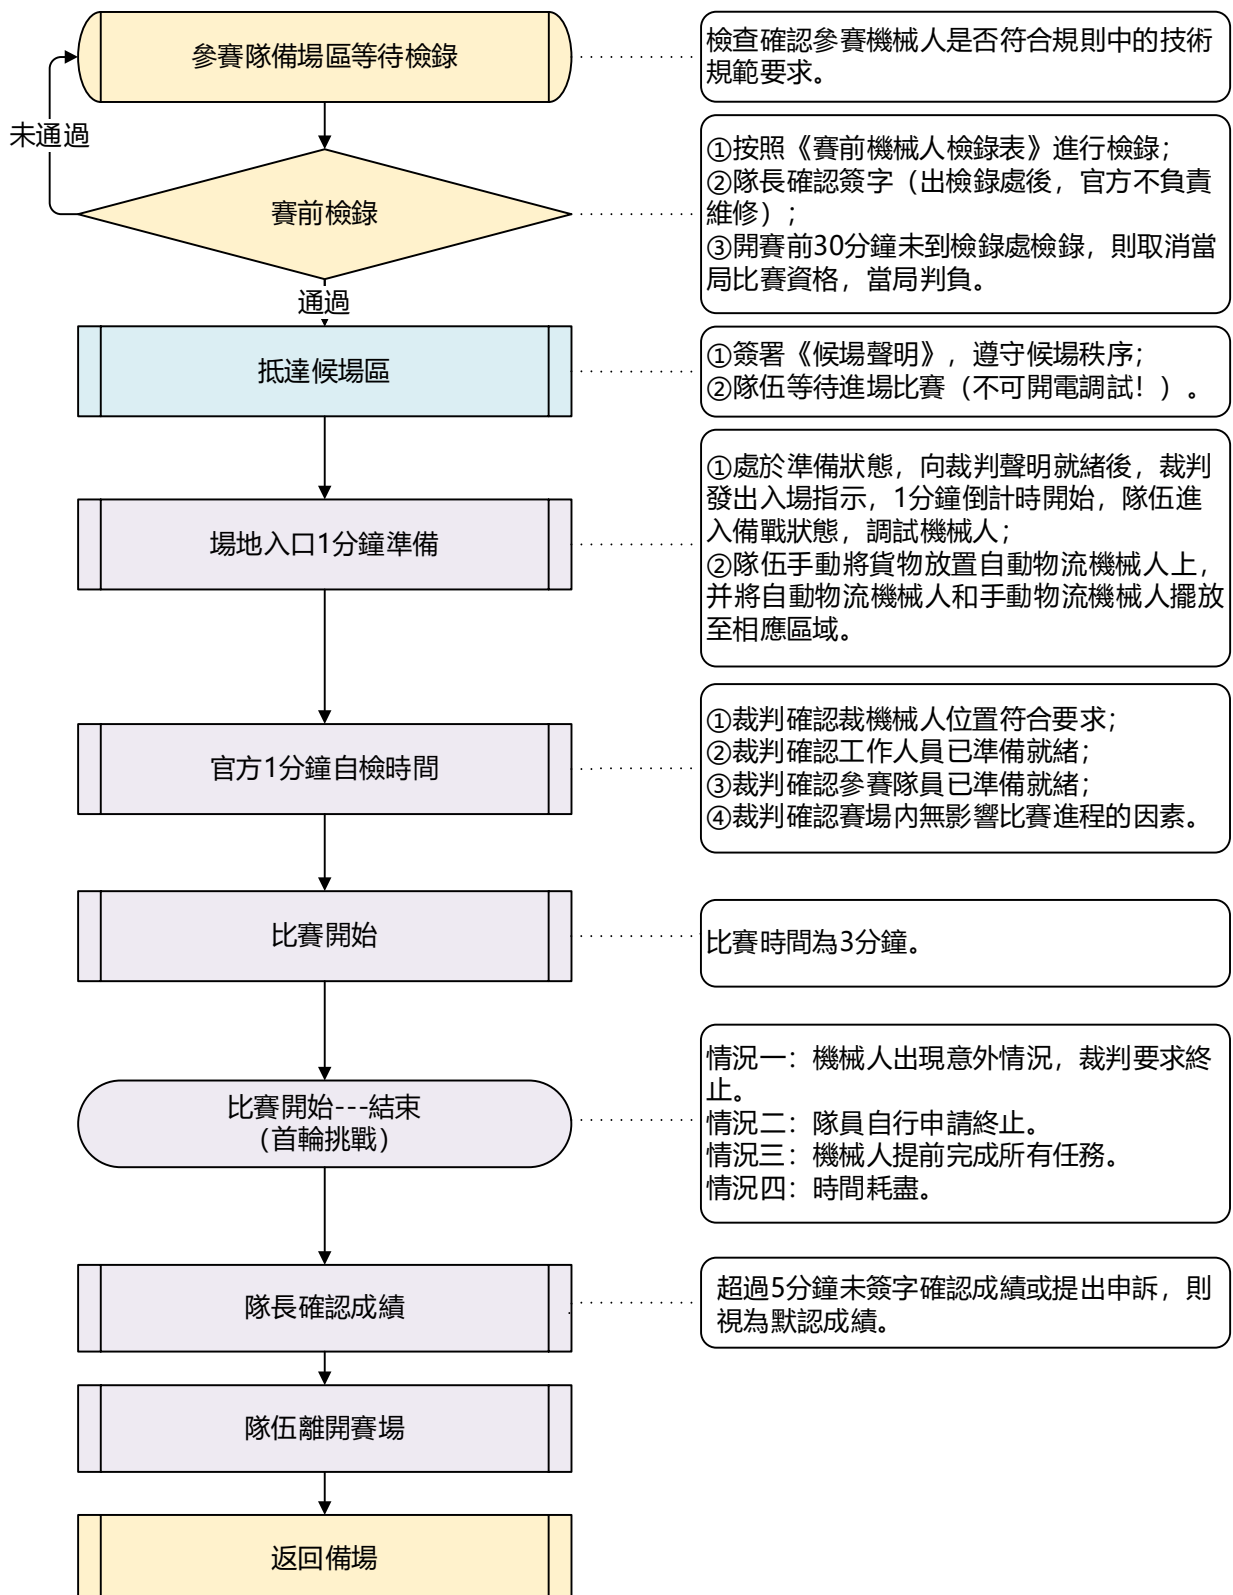 參賽隊備場區等待檢錄
檢查確認參賽機械人是否符合規則中的技術
規範要求。
未通過
賽前檢錄
①按照《賽前機械人檢錄表》進行檢錄；
②隊長確認簽字（出檢錄處後，官方不負責
維修）；
③開賽前30分鐘未到檢錄處檢錄，則取消當
局比賽資格，當局判負。
通過
抵達候場區
①簽署《候場聲明》，遵守候場秩序；
②隊伍等待進場比賽（不可開電調試！）。
場地入口1分鐘準備
①處於準備狀態，向裁判聲明就緒後，裁判
發出入場指示，1分鐘倒計時開始，隊伍進
入備戰狀態，調試機械人；
②隊伍手動將貨物放置自動物流機械人上，
并將自動物流機械人和手動物流機械人擺放
至相應區域。
官方1分鐘自檢時間
①裁判確認裁機械人位置符合要求；
②裁判確認工作人員已準備就緒；
③裁判確認參賽隊員已準備就緒；
④裁判確認賽場內無影響比賽進程的因素。
比賽開始
比賽時間為3分鐘。
比賽開始---結束
（首輪挑戰）
情況一：機械人出現意外情況，裁判要求終
止。
情況二：隊員自行申請終止。
情況三：機械人提前完成所有任務。
情況四：時間耗盡。
隊長確認成績
超過5分鐘未簽字確認成績或提出申訴，則
視為默認成績。
隊伍離開賽場
返回備場